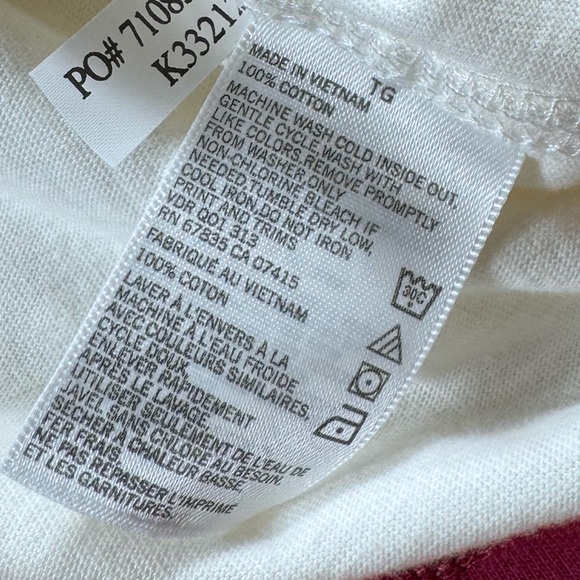 PO# 7108
K3321
TG
MADE IN VIETNAM
100% COTTON
MACHINE WASH COLD INSIDE OUT,
GENTLE CYCLE WASH WITH
LIKE COLORS,REMOVE PROMPTLY
FROM WASHER ONLY
NON-CHLORINE BLEACH IF
NEEDED,TUMBLE DRY LOW,
COOL IRON,DO NOT IRON
PRINT AND TRIMS
VDR Q01 313
RN 67835 CA 07415
FABRIQUÉ AU VIETNAM
100% COTON
LAVER À L'ENVERS À LA
MACHINE À L'EAU FROIDE
AVEC COULEURS SIMILAIRES.
CYCLE DOUX
ENLEVER RAPIDEMENT
APRÈS LE LAVAGE.
UTILISER SEULEMENT DE L'EAU DE
JAVEL SANS CHLORE AU BESOIN
SÉCHER À CHALEUR BASSE,
FER FRAIS
NE PAS REPASSER L'IMPRIMÉ
ET LES GARNITURES.
30C